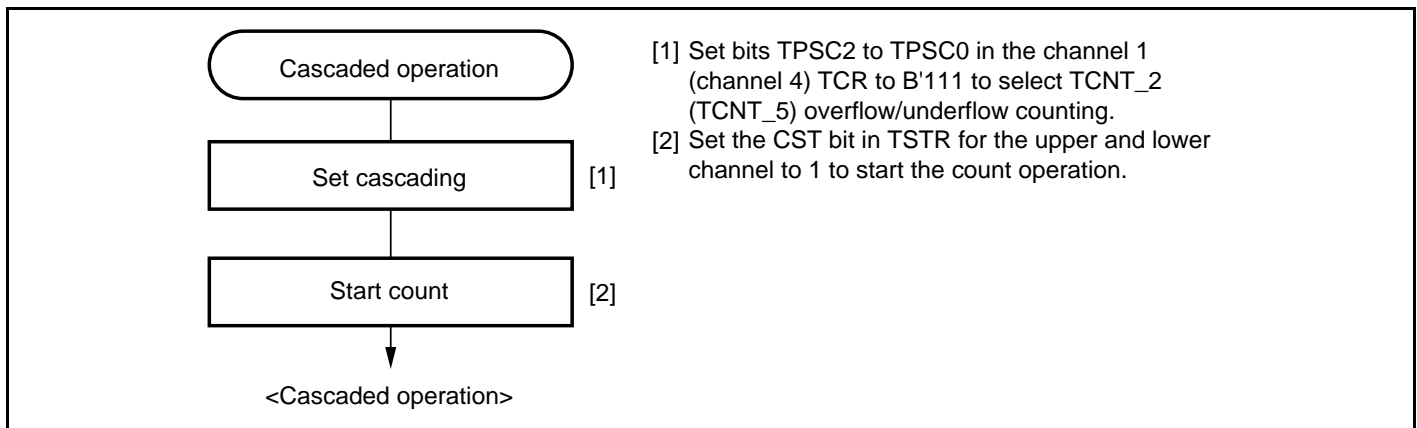 Cascaded operation
Set cascading [1]
Start count [2]
<Cascaded operation>
[1] Set bits TPSC2 to TPSC0 in the channel 1
(channel 4) TCR to B'111 to select TCNT_2
(TCNT_5) overflow/underflow counting.
[2] Set the CST bit in TSTR for the upper and lower
channel to 1 to start the count operation.